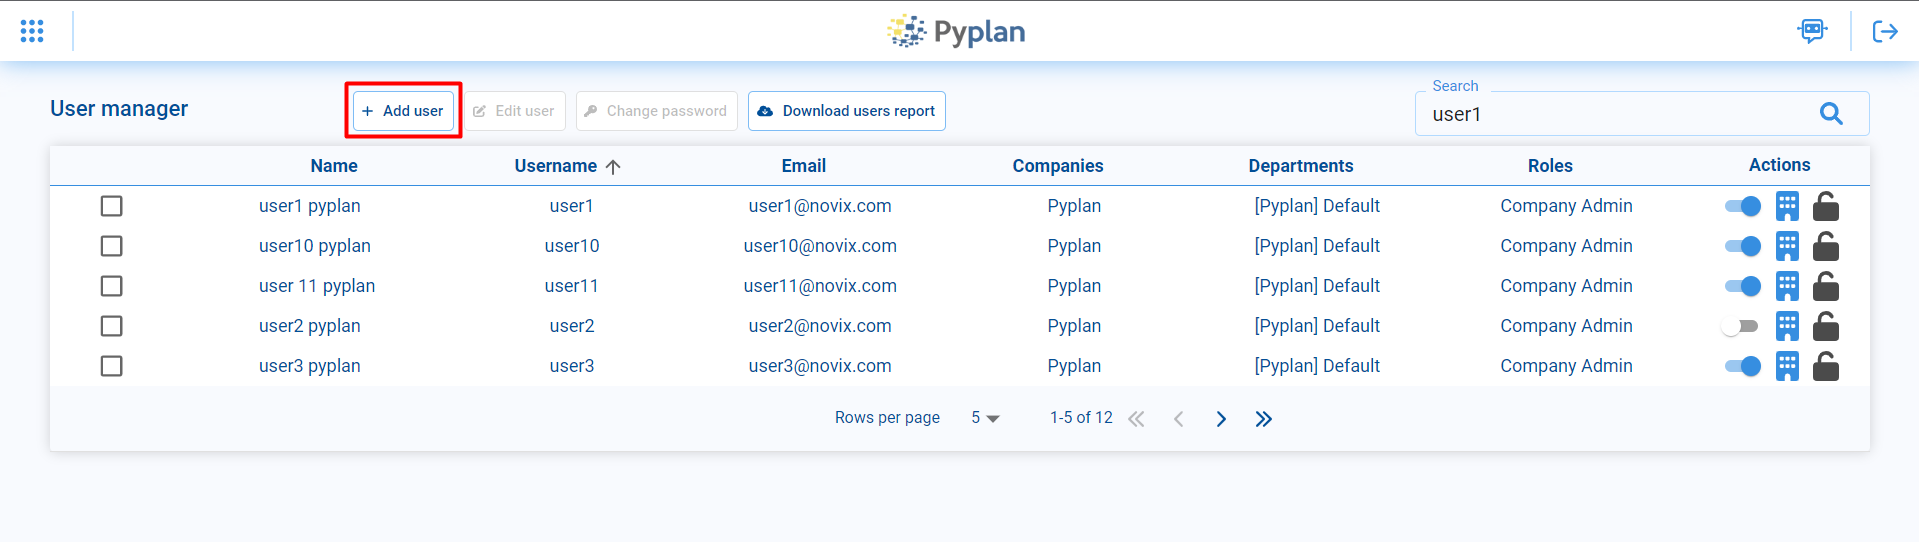 Pyplan
User manager
Add user
Edit user
Change password
Download users report
Search
user1
Name Username Email Companies Departments Roles Actions
user1 pyplan user1 user1@novix.com Pyplan [Pyplan] Default Company Admin
user10 pyplan user10 user10@novix.com Pyplan [Pyplan] Default Company Admin
user 11 pyplan user11 user11@novix.com Pyplan [Pyplan] Default Company Admin
user2 pyplan user2 user2@novix.com Pyplan [Pyplan] Default Company Admin
user3 pyplan user3 user3@novix.com Pyplan [Pyplan] Default Company Admin
Rows per page 5 1-5 of 12